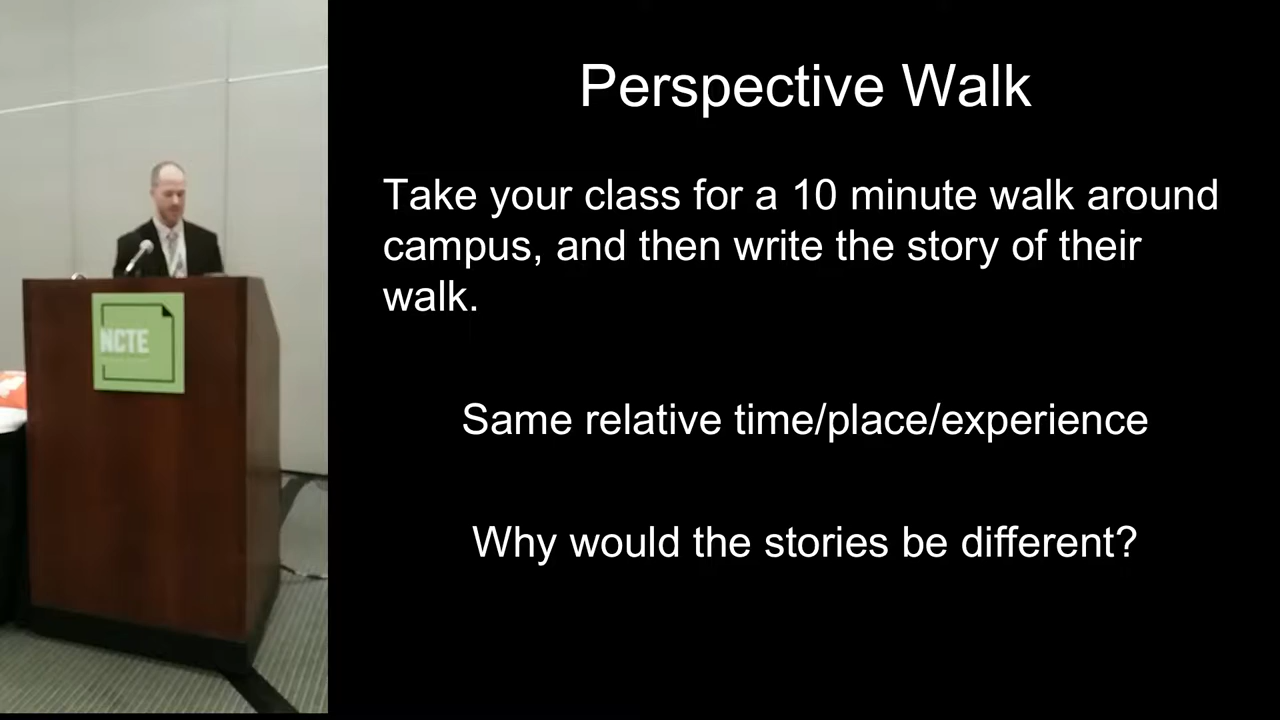 Perspective Walk
Take your class for a 10 minute walk around
campus, and then write the story of their
walk.
Same relative time/place/experience
Why would the stories be different?
NCTE